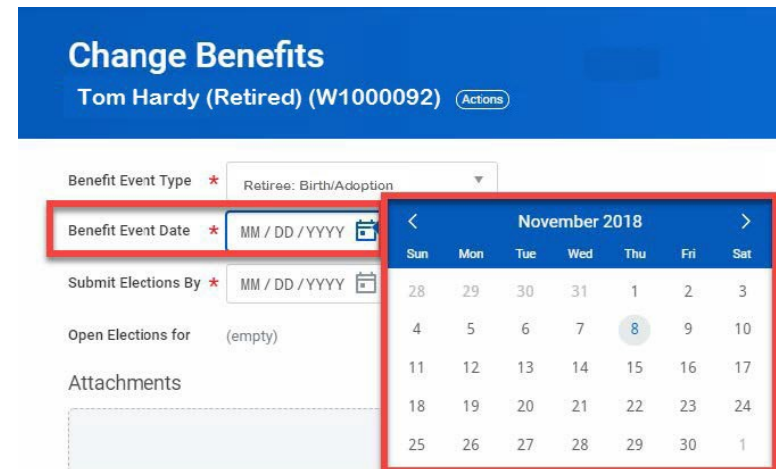 Change Benefits
Tom Hardy (Retired) (W1000092) Actions
Benefit Event Type * Retiree: Birth/Adoption
Benefit Event Date * MM / DD / YYYY
Submit Elections By * MM / DD / YYYY
Open Elections for (empty)
Attachments
November 2018
Sun Mon Tue Wed Thu Fri Sat
28 29 30 31 1 2 3
4 5 6 7 8 9 10
11 12 13 14 15 16 17
18 19 20 21 22 23 24
25 26 27 28 29 30 1